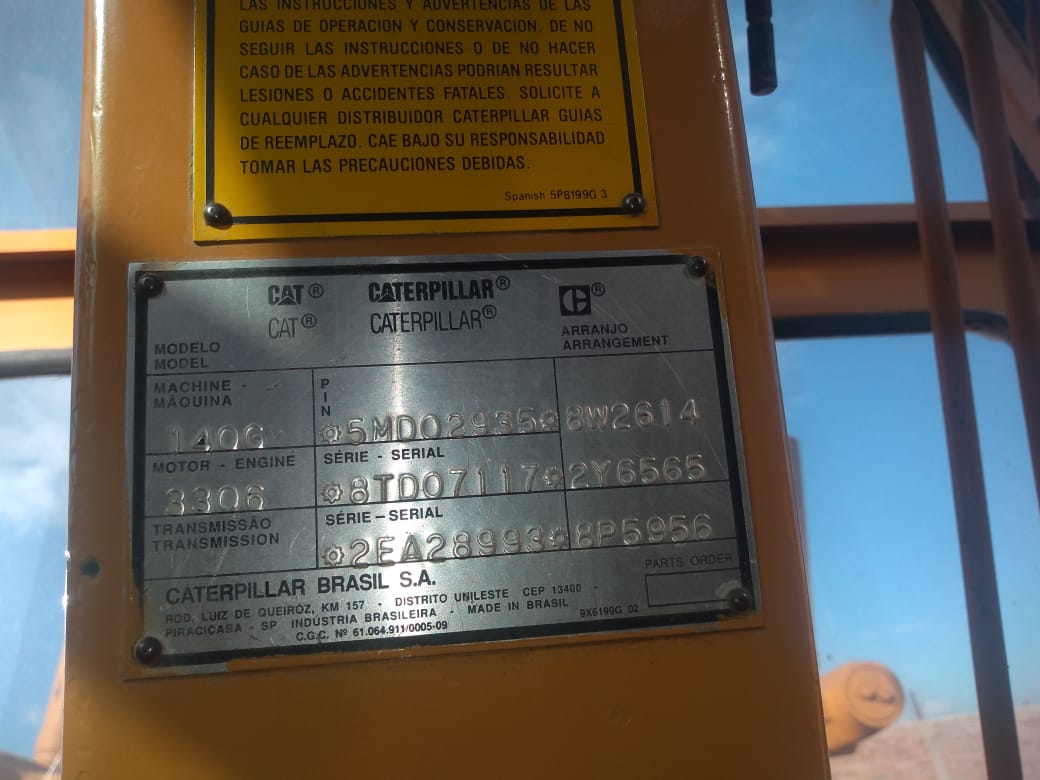 LAS INSTRUCCIONES Y ADVERTENCIAS DE LAS
GUIAS DE OPERACION Y CONSERVACION. DE NO
SEGUIR LAS INSTRUCCIONES O DE NO HACER
CASO DE LAS ADVERTENCIAS PODRIAN RESULTAR
LESIONES O ACCIDENTES FATALES. SOLICITE A
CUALQUIER DISTRIBUIDOR CATERPILLAR GUIAS
DE REEMPLAZO. CAE BAJO SU RESPONSABILIDAD
TOMAR LAS PRECAUCIONES DEBIDAS.
Spanish 5P8199G 3
CAT® CATERPILLAR® ®
CAT® CATERPILLAR®
MODELO ARRANJO
MODEL ARRANGEMENT
MACHINE - PIN
MÁQUINA
140G 5MD02935 8W2614
MOTOR - ENGINE SÉRIE - SERIAL
3306 8TD07117 2Y6565
TRANSMISSÃO SÉRIE - SERIAL
TRANSMISSION
2EA28993 8P5956
PARTS ORDER
CATERPILLAR BRASIL S.A.
ROD. LUIZ DE QUEIRÓZ, KM 157 - DISTRITO UNILESTE CEP 13400 -
PIRACICABA - SP INDÚSTRIA BRASILEIRA - MADE IN BRASIL
C.G.C. Nº 61.064.911/0005-09
9X6199G 02